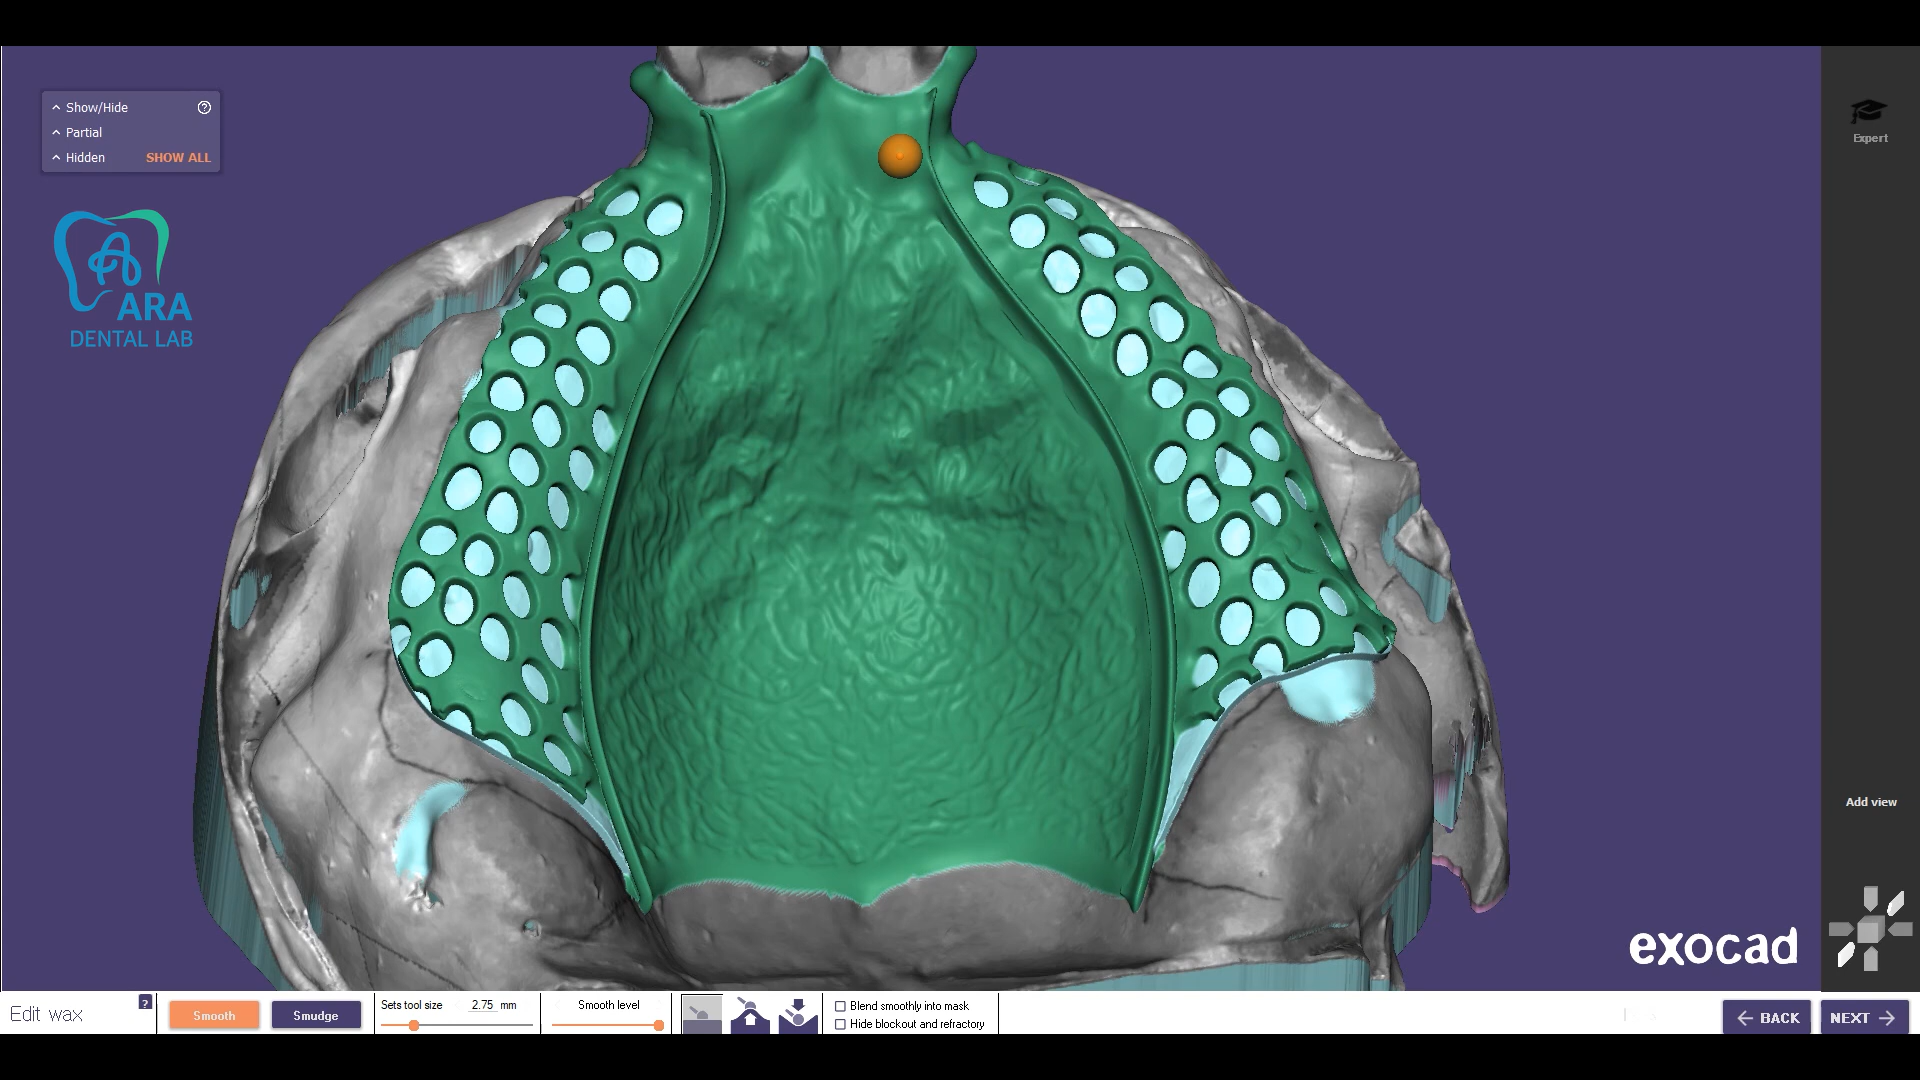 Show/Hide
Partial
Hidden SHOW ALL
ARA
DENTAL LAB
Expert
Add view
exocad
Edit wax ?
Smooth
Smudge
Sets tool size 2.75 mm
Smooth level
Blend smoothly into mask
Hide blockout and refractory
BACK
NEXT